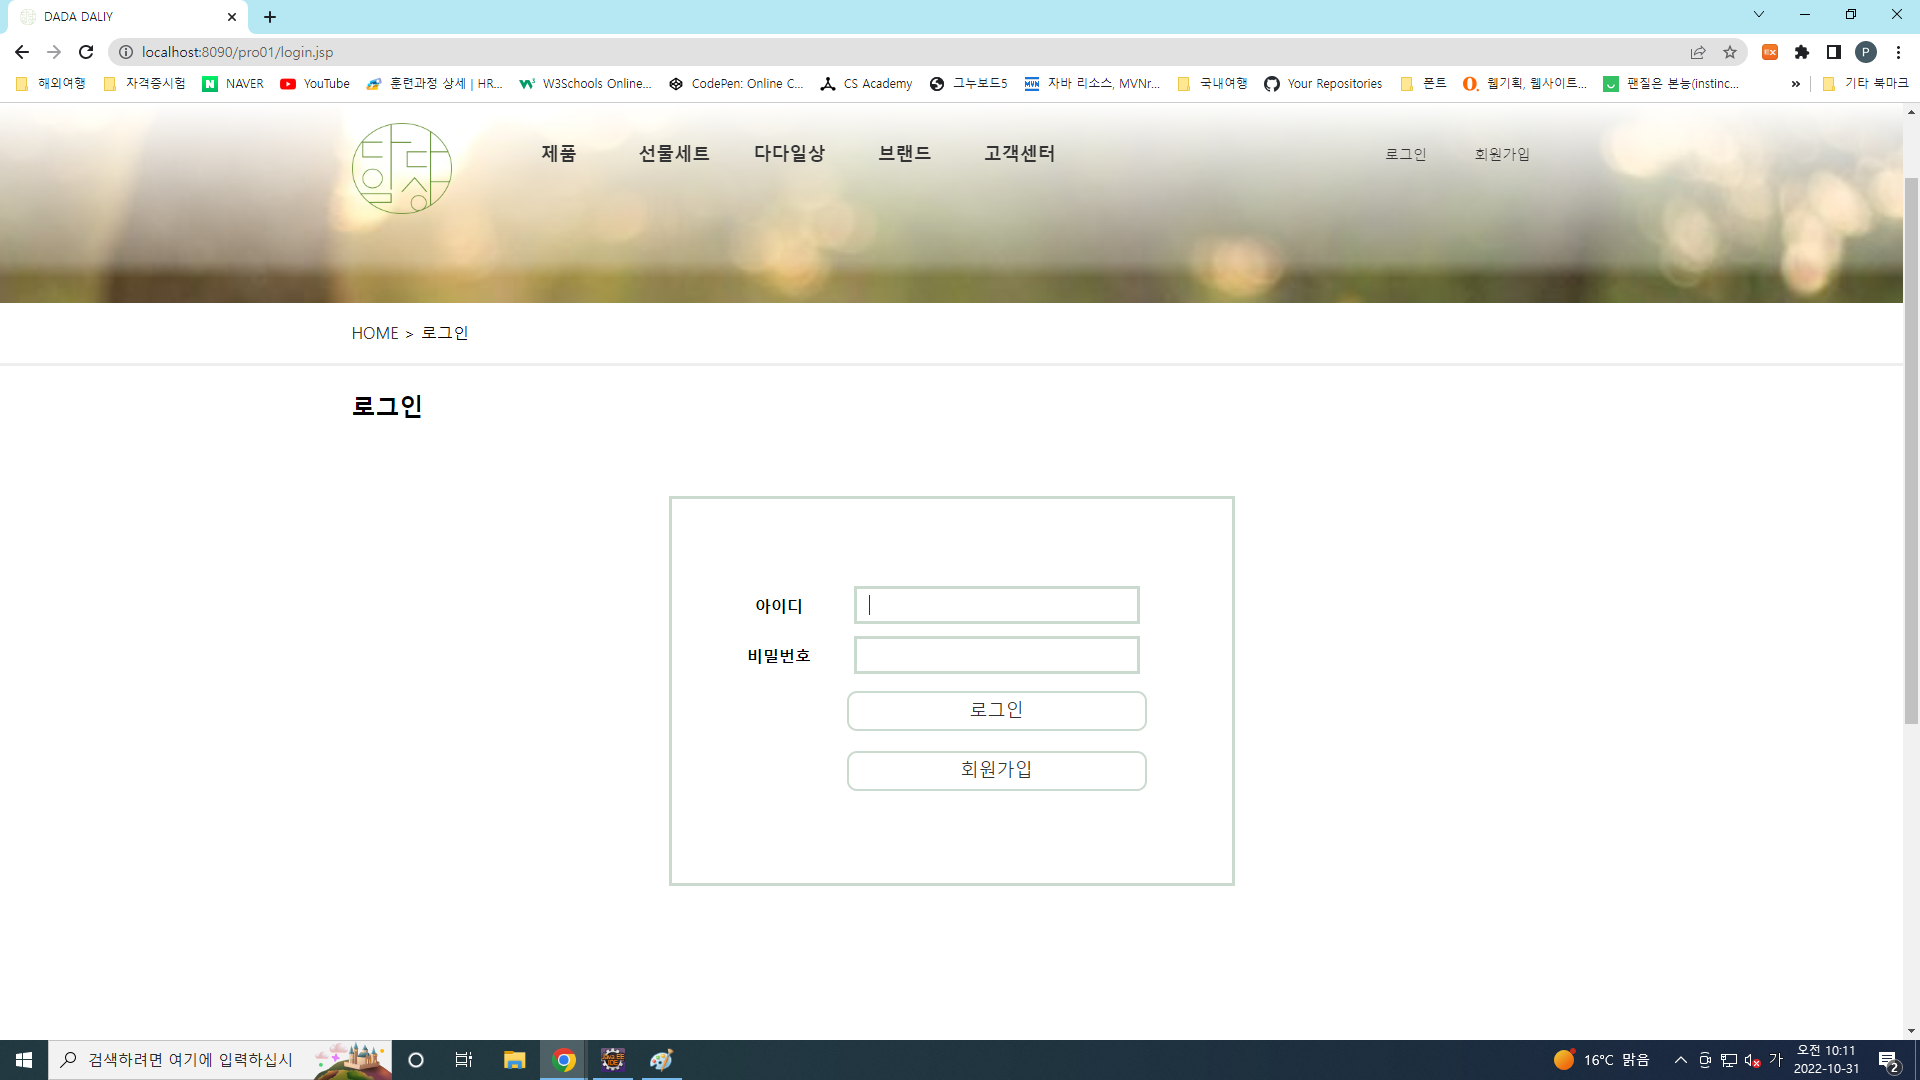 DADA DALIY
localhost:8090/pro01/login.jsp
P
해외여행
자격증시험
NAVER
YouTube
훈련과정 상세 | HR...
W3Schools Online...
CodePen: Online C...
CS Academy
그누보드5
자바 리소스, MVNr...
국내여행
Your Repositories
폰트
웹기획, 웹사이트...
팬질은 본능(instinc...
»
기타 북마크
다다일상
제품
선물세트
다다일상
브랜드
고객센터
로그인
회원가입
HOME > 로그인
로그인
아이디
비밀번호
로그인
회원가입
검색하려면 여기에 입력하십시
16°C 맑음
가
오전 10:11
2022-10-31
2